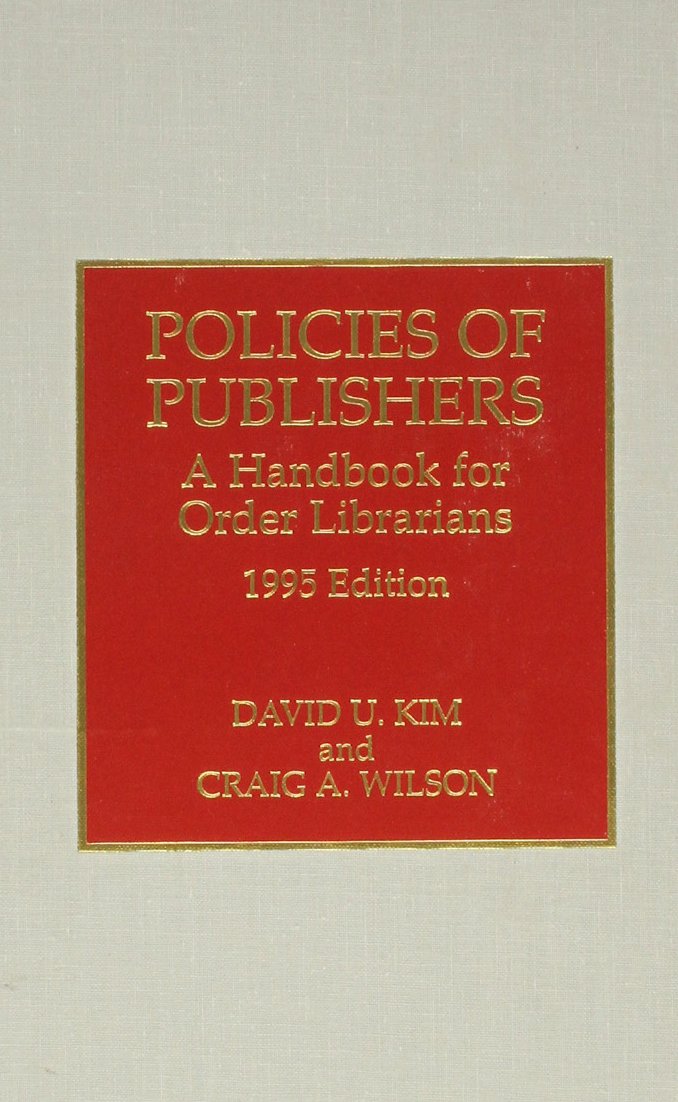 POLICIES OF
PUBLISHERS
A Handbook for
Order Librarians
1995 Edition
DAVID U. KIM
and
CRAIG A. WILSON